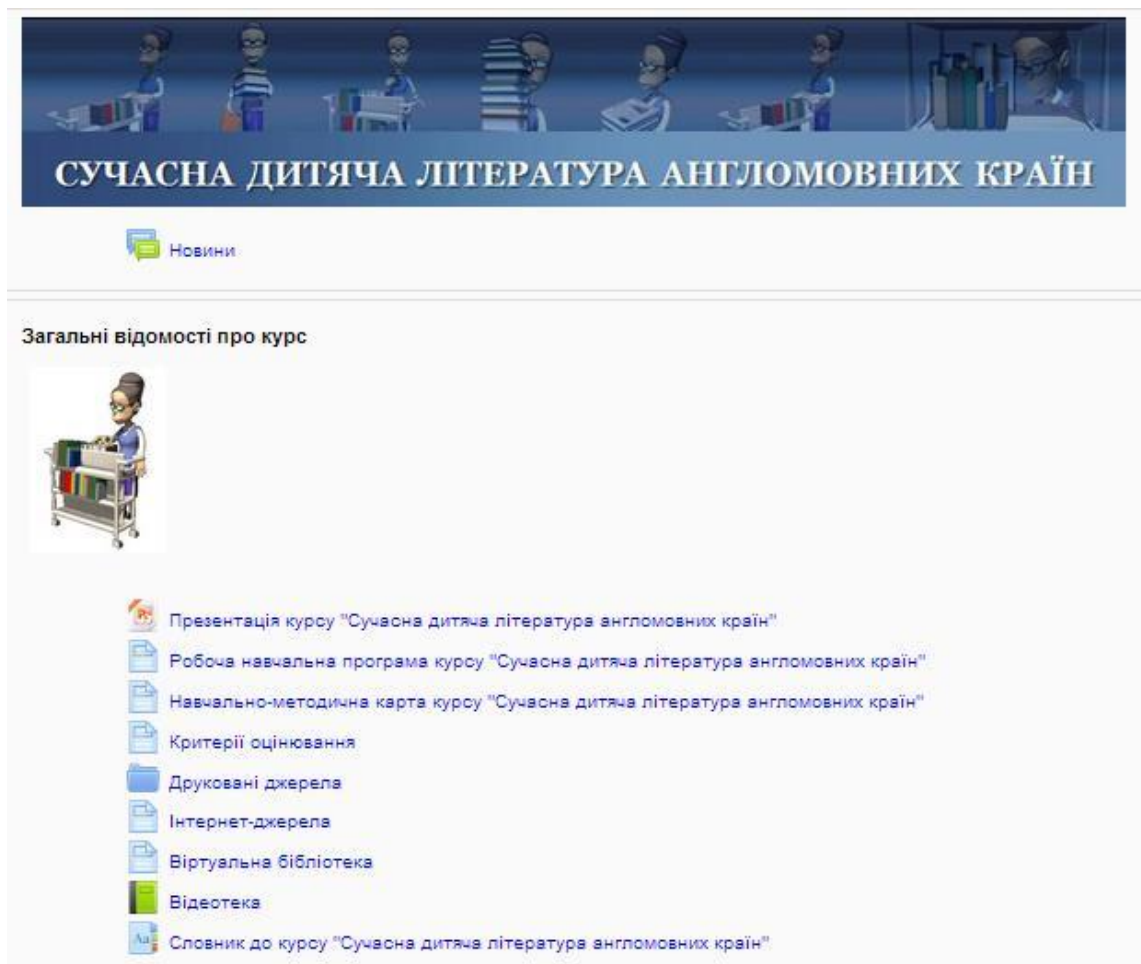 СУЧАСНА ДИТЯЧА ЛІТЕРАТУРА АНГЛОМОВНИХ КРАЇН
Новини
Загальні відомості про курс
Презентація курсу "Сучасна дитяча література англомовних країн"
Робоча навчальна програма курсу "Сучасна дитяча література англомовних країн"
Навчально-методична карта курсу "Сучасна дитяча література англомовних країн"
Критерії оцінювання
Друковані джерела
Інтернет-джерела
Віртуальна бібліотека
Відеотека
Словник до курсу "Сучасна дитяча література англомовних країн"